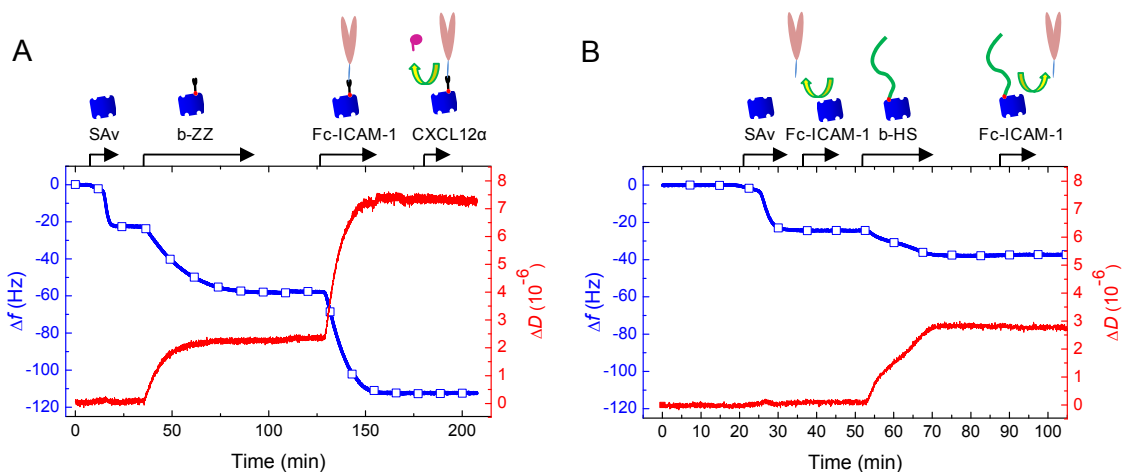 A
SAv
b-ZZ
Fc-ICAM-1
CXCL12α
0
-20
-40
-60
-80
-100
-120
Δf (Hz)
8
7
6
5
4
3
2
1
0
ΔD (10⁻⁶)
0 50 100 150 200
Time (min)
B
SAv
Fc-ICAM-1
b-HS
Fc-ICAM-1
0
-20
-40
-60
-80
-100
-120
Δf (Hz)
8
7
6
5
4
3
2
1
0
ΔD (10⁻⁶)
0 10 20 30 40 50 60 70 80 90 100
Time (min)